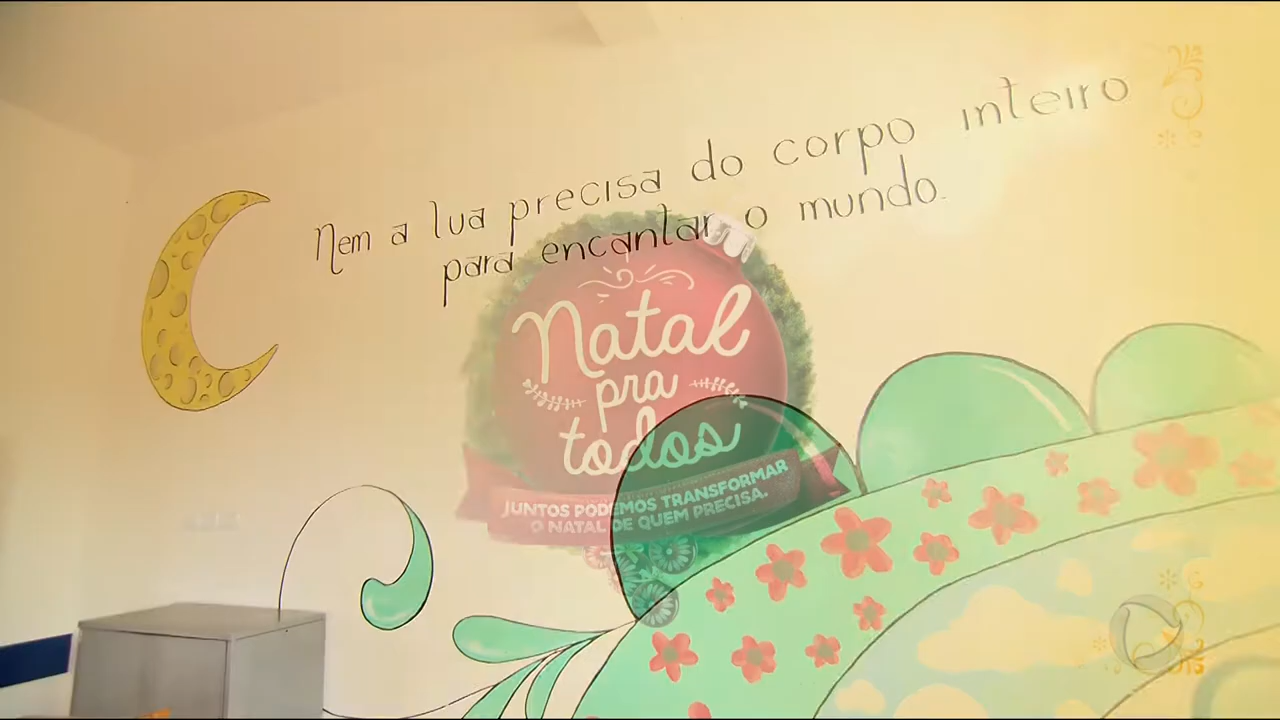 Nem a lua precisa do corpo inteiro
para encantar o mundo.
Natal
pra
todos
JUNTOS PODEMOS TRANSFORMAR
O NATAL DE QUEM PRECISA.